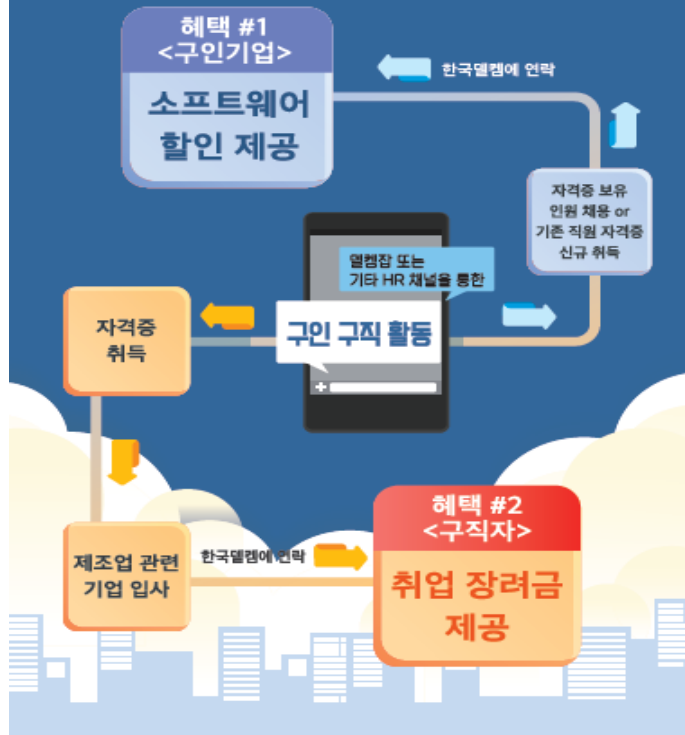 혜택 #1
<구인기업>
소프트웨어
할인 제공
한국델켐에 연락
자격증 보유
인원 채용 or
기존 직원 자격증
신규 취득
열켐잡 또는
기타 HR 채널을 통한
구인 구직 활동
자격증
취득
제조업 관련
기업 입사
한국델켐에 연락
혜택 #2
<구직자>
취업 장려금
제공